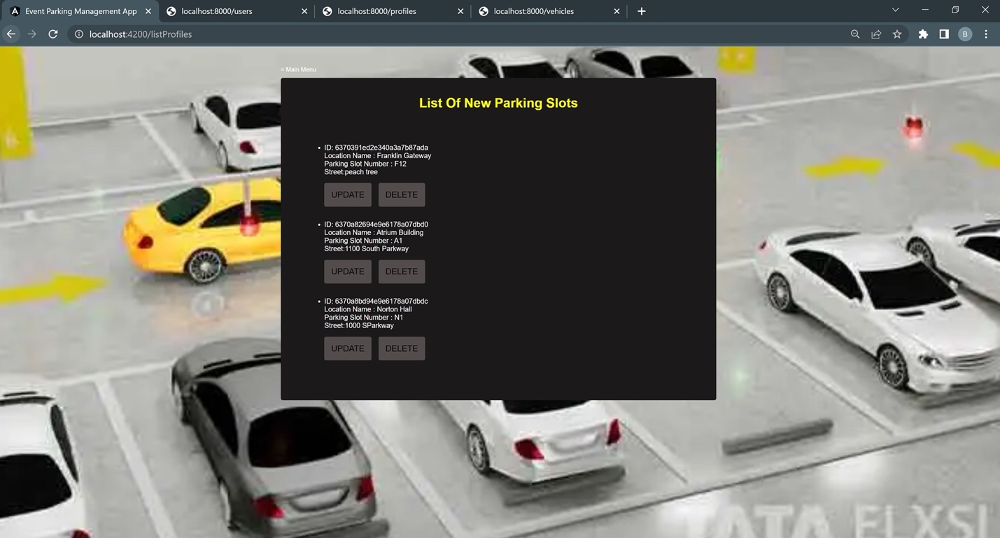 Event Parking Management App
localhost:8000/users
localhost:8000/profiles
localhost:8000/vehicles
localhost:4200/listProfiles
B
= Main Menu
List Of New Parking Slots
• ID: 6370391ed2e340a3a7b87ada
Location Name : Franklin Gateway
Parking Slot Number : F12
Street:peach tree
UPDATE DELETE
• ID: 6370a82694e9e6178a07dbd0
Location Name : Atrium Building
Parking Slot Number : A1
Street:1100 South Parkway
UPDATE DELETE
• ID: 6370a8bd94e9e6178a07dbdc
Location Name : Norton Hall
Parking Slot Number : N1
Street:1000 SParkway
UPDATE DELETE
TATA ELXSI